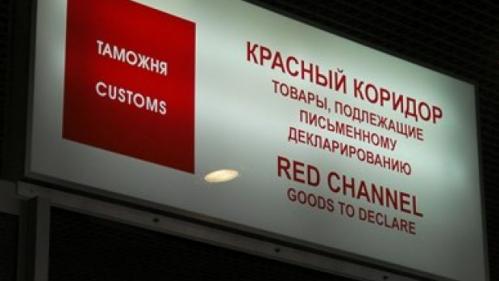 ТАМОЖНЯ
CUSTOMS
КРАСНЫЙ КОРИДОР
ТОВАРЫ, ПОДЛЕЖАЩИЕ
ПИСЬМЕННОМУ
ДЕКЛАРИРОВАНИЮ
RED CHANNEL
GOODS TO DECLARE